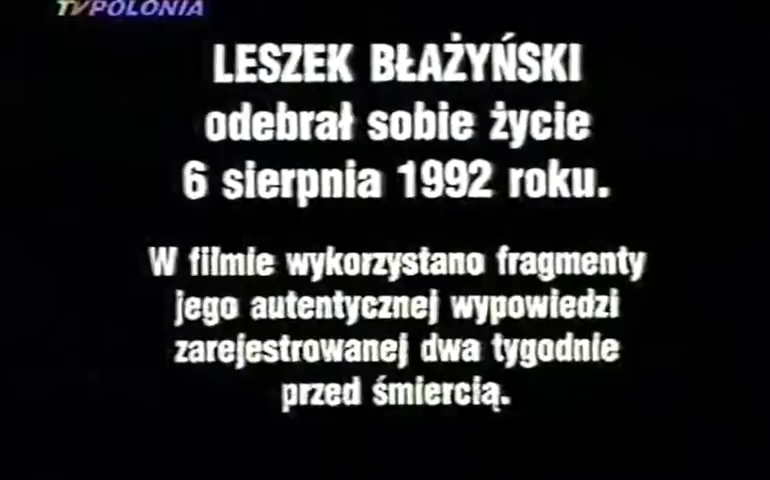 TVPOLONIA
LESZEK BŁAŻYŃSKI
odebrał sobie życie
6 sierpnia 1992 roku.
W filmie wykorzystano fragmenty
jego autentycznej wypowiedzi
zarejestrowanej dwa tygodnie
przed śmiercią.